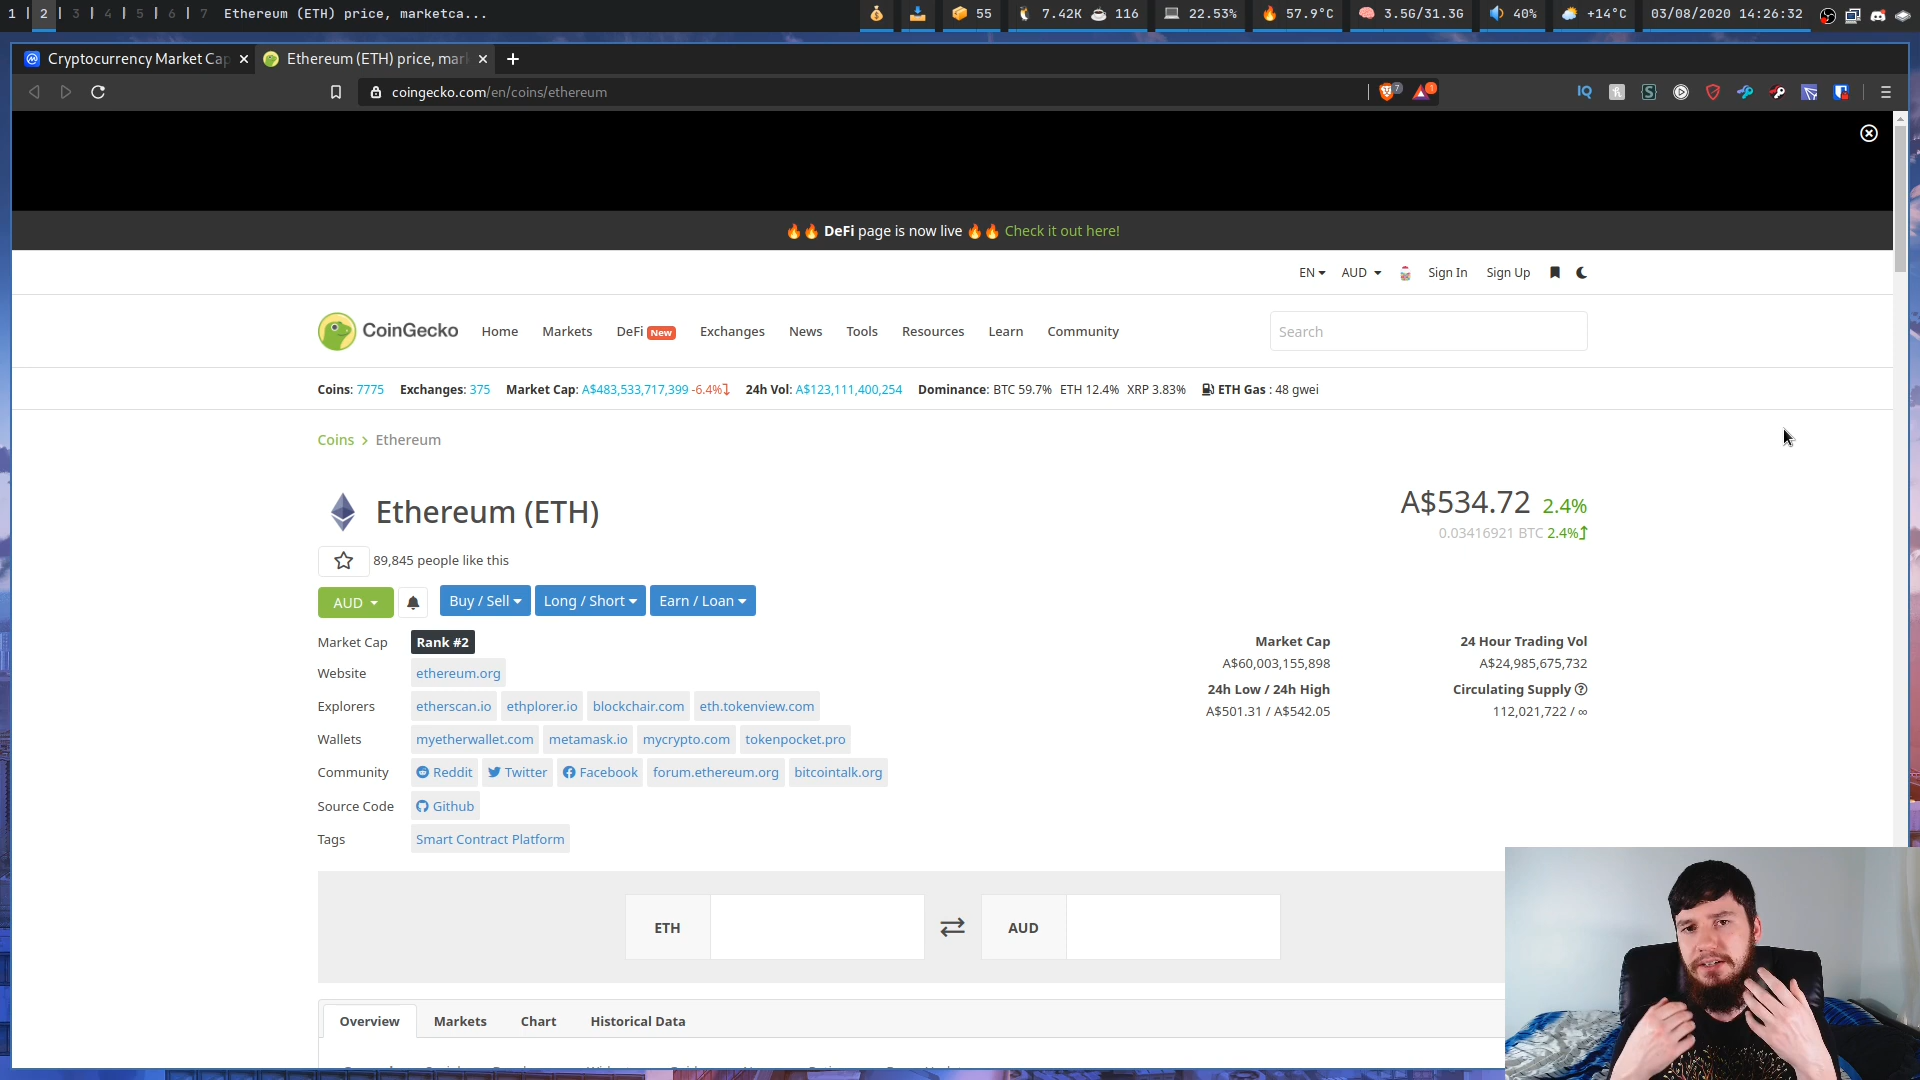 1 | 2 | 3 | 4 | 5 | 6 | 7 Ethereum (ETH) price, marketca... 55 7.42K 116 22.53% 57.9°C 3.5G/31.3G 40% +14°C 03/08/2020 14:26:32
Cryptocurrency Market Cap Ethereum (ETH) price, mar
coingecko.com/en/coins/ethereum 7 1 IQ
DeFi page is now live Check it out here!
EN AUD Sign In Sign Up
CoinGecko Home Markets DeFi New Exchanges News Tools Resources Learn Community Search
Coins: 7775 Exchanges: 375 Market Cap: A$483,533,717,399 -6.4% 24h Vol: A$123,111,400,254 Dominance: BTC 59.7% ETH 12.4% XRP 3.83% ETH Gas : 48 gwei
Coins > Ethereum
Ethereum (ETH) A$534.72 2.4%
0.03416921 BTC 2.4%
89,845 people like this
AUD Buy / Sell Long / Short Earn / Loan
Market Cap Rank #2 Market Cap 24 Hour Trading Vol
A$60,003,155,898 A$24,985,675,732
Website ethereum.org
24h Low / 24h High Circulating Supply
Explorers etherscan.io ethplorer.io blockchair.com eth.tokenview.com A$501.31 / A$542.05 112,021,722 / ∞
Wallets myetherwallet.com metamask.io mycrypto.com tokenpocket.pro
Community Reddit Twitter Facebook forum.ethereum.org bitcointalk.org
Source Code Github
Tags Smart Contract Platform
ETH AUD
Overview Markets Chart Historical Data